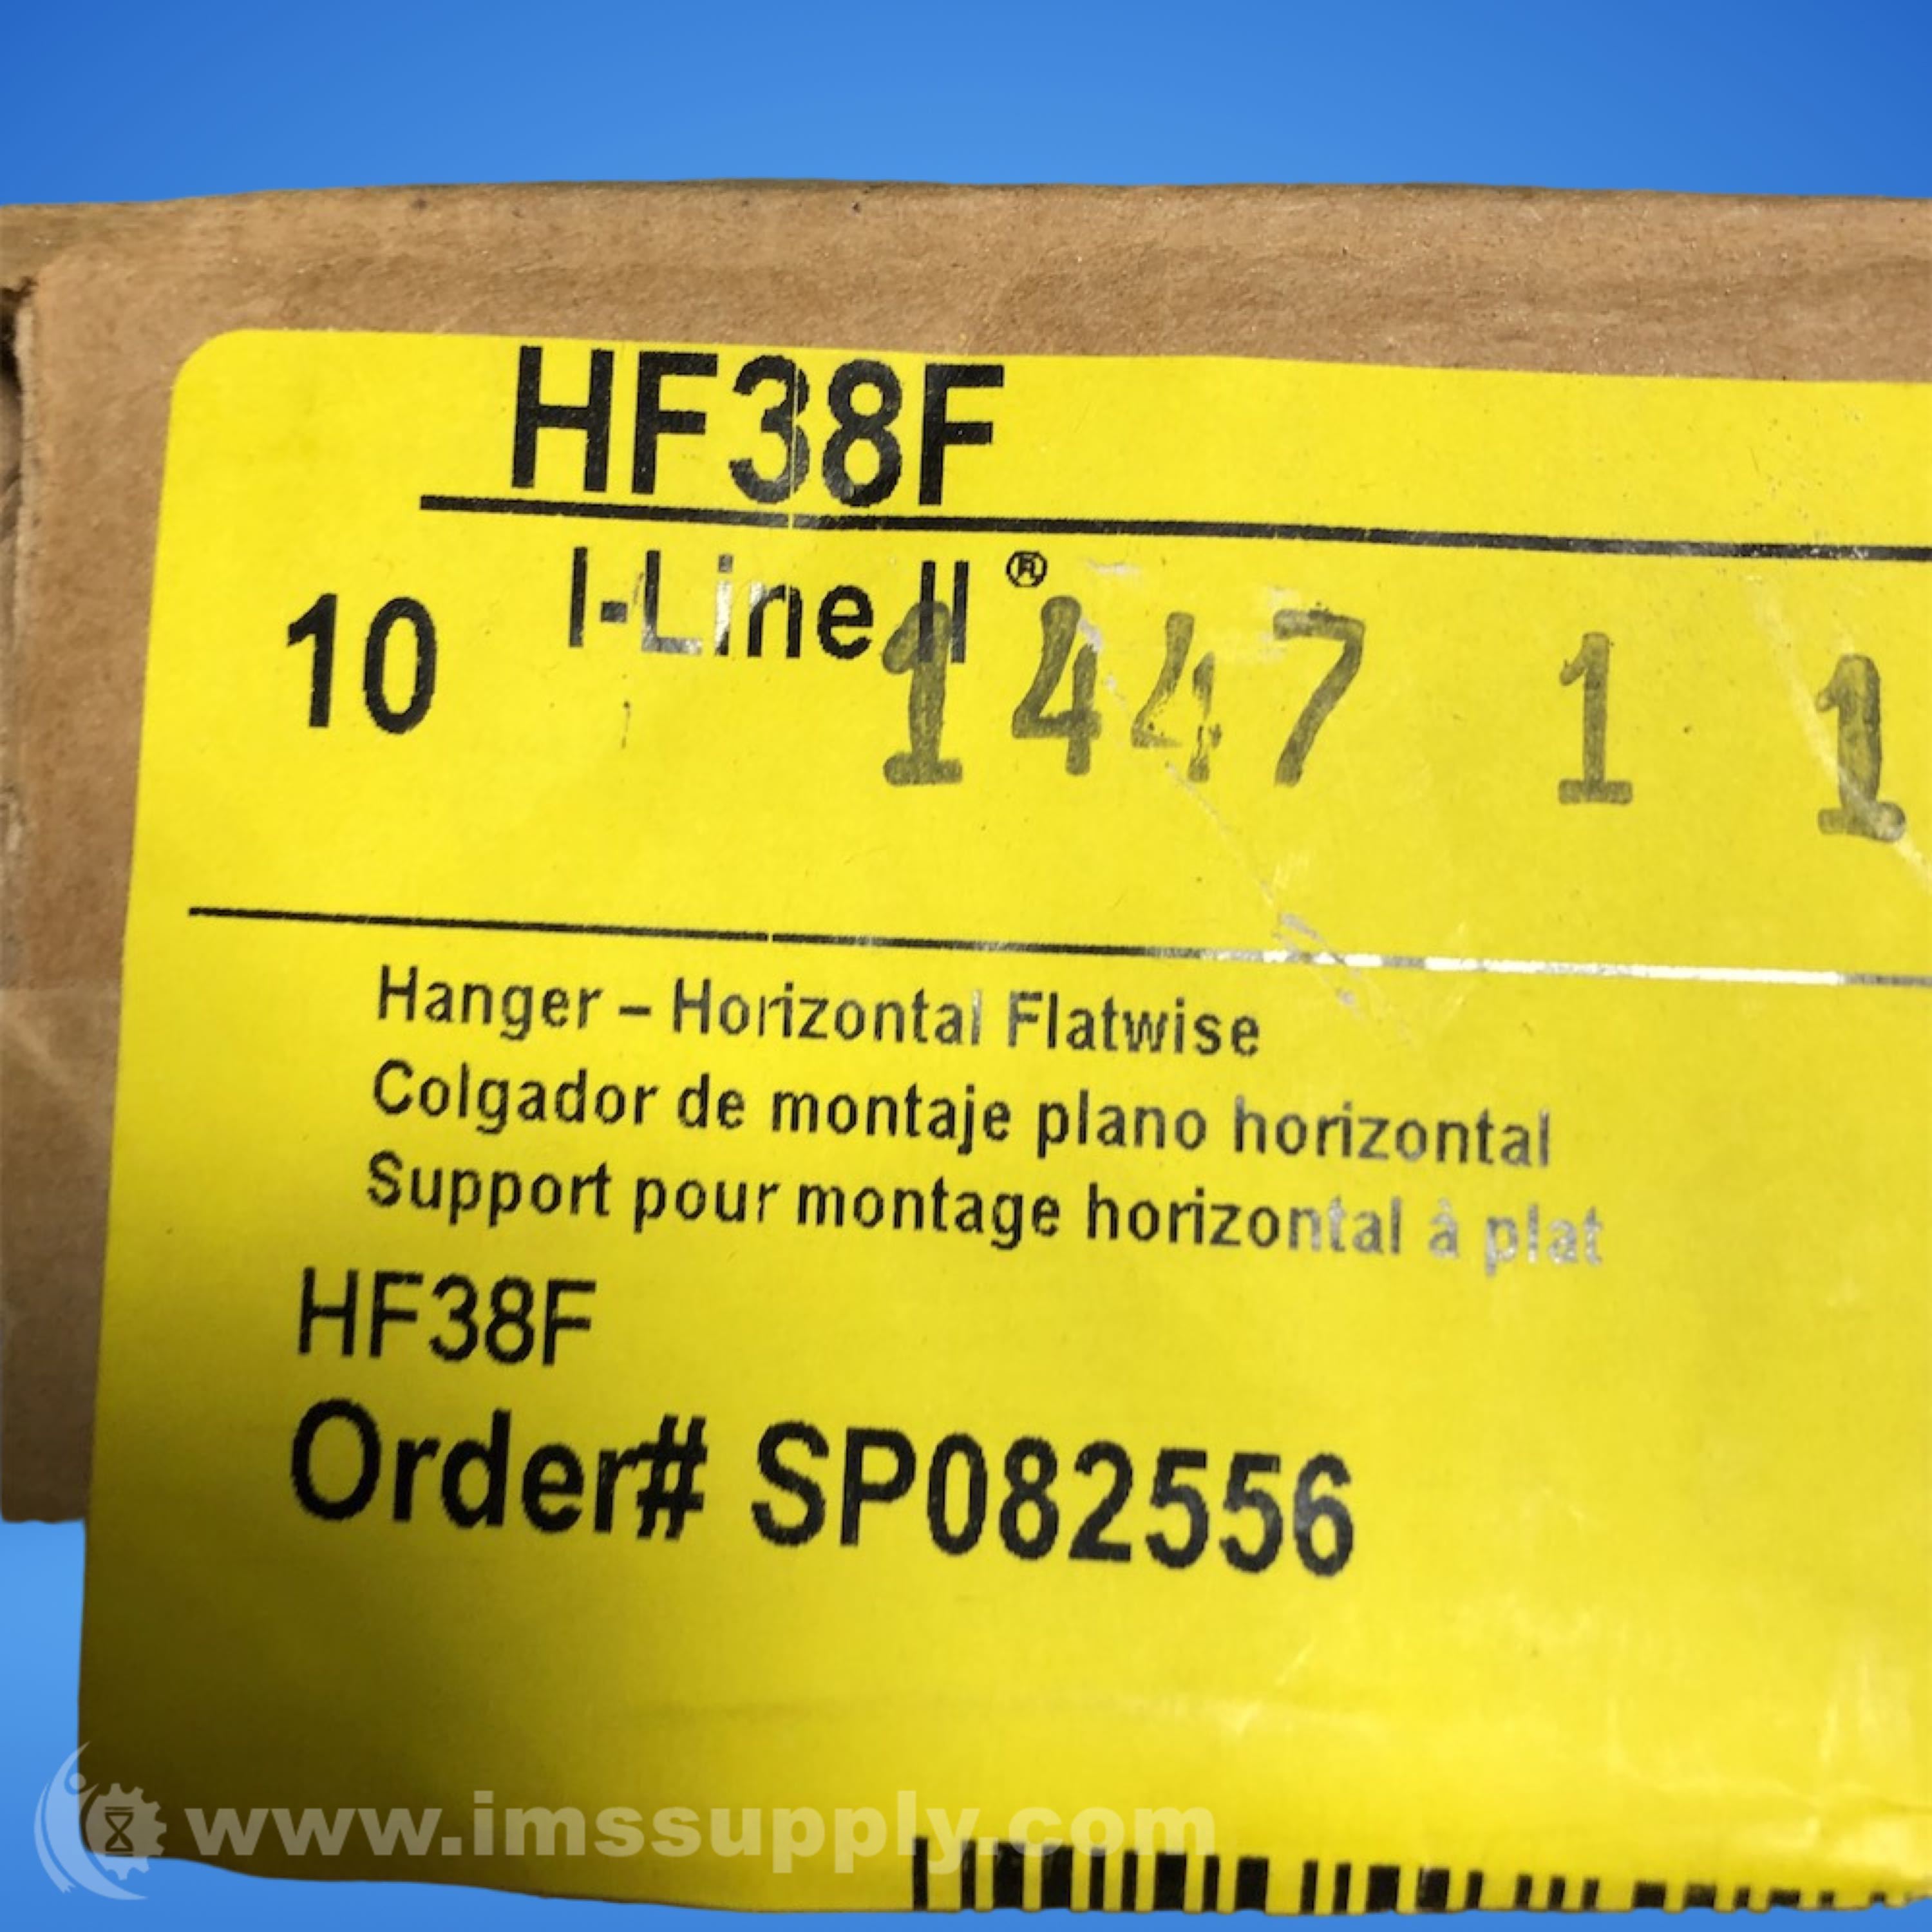 HF38F
I-Line II®
10
1447 1 1
Hanger – Horizontal Flatwise
Colgador de montaje plano horizontal
Support pour montage horizontal à plat
HF38F
Order# SP082556
www.imssupply.com